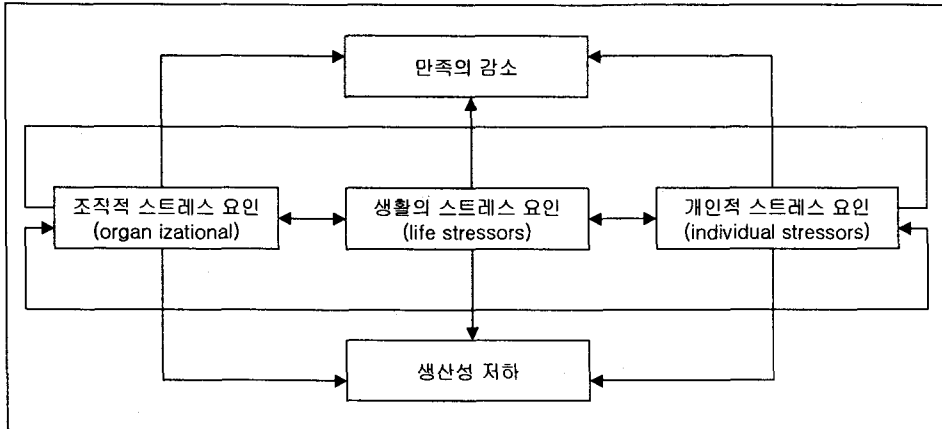 만족의 감소
조직적 스트레스 요인
(organ izational)
생활의 스트레스 요인
(life stressors)
개인적 스트레스 요인
(individual stressors)
생산성 저하